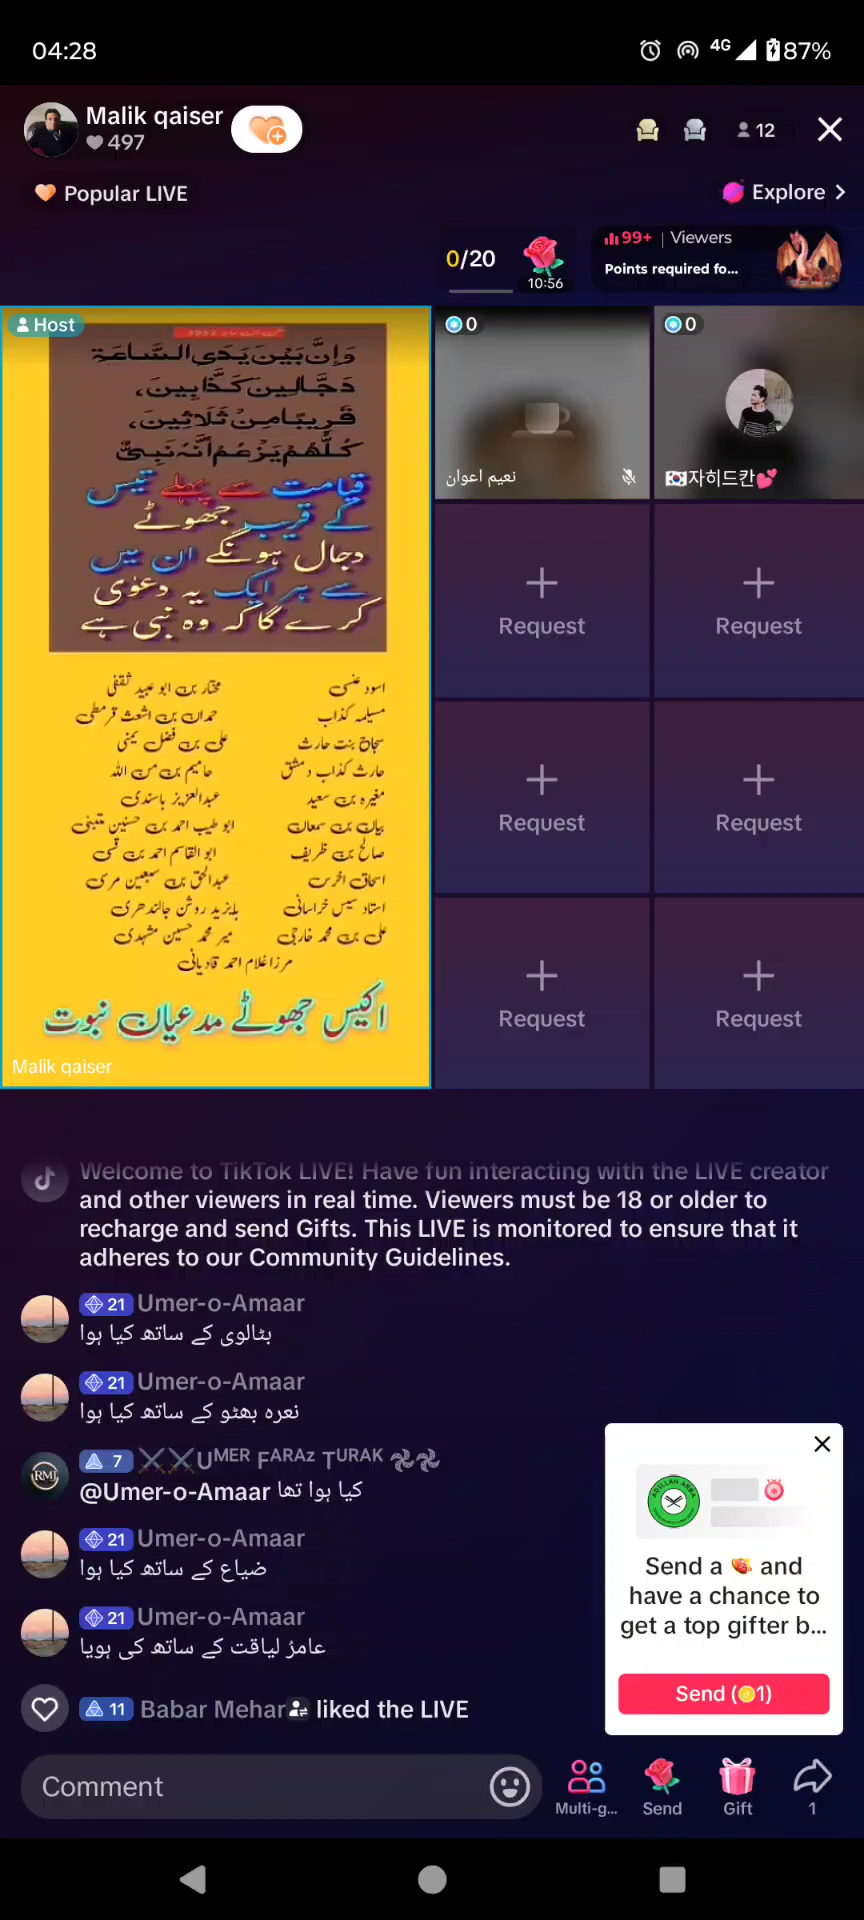 04:28
4G
87%
Malik qaiser
497
12
Popular LIVE
Explore
0/20
10:56
99+ | Viewers
Points required fo...
Host
وَإِنَّ بَيْنَ يَدَيِ السَّاعَةِ
دَجَّالِينَ كَذَّابِينَ،
قَرِيبًا مِنْ ثَلَاثِينَ،
كُلُّهُمْ يَزْعُمُ أَنَّهُ نَبِيٌّ
قیامت سے پہلے تیس
کے قریب جھوٹے
دجال ہونگے ان میں
سے ہر ایک یہ دعوٰی
کرے گا کہ وہ نبی ہے
اسود عنسی مختار بن ابو عبید ثقفی
مسیلمہ کذاب حمدان بن اشعث قرمطی
سجاح بنت حارث علی بن فضل یمنی
حارث کذاب دمشقی حامیم بن من اللہ
مغیرہ بن سعید عبدالعزیز باسندی
بیان بن سمعان ابو طیب احمد بن حسنین متبنی
صالح بن ظریف ابو القاسم احمد بن قسی
اسحاق اخرس عبدالحق بن سبعین مرسی
استاد سیس خراسانی بایزید روشن جالندھری
علی بن محمد خارجی میر محمد حسین مشہدی
مرزا غلام احمد قادیانی
اکیس جھوٹے مدعیان نبوت
Malik qaiser
0
نعیم اعوان
0
자히드칸
Request
Request
Request
Request
Request
Request
Welcome to TikTok LIVE! Have fun interacting with the LIVE creator
and other viewers in real time. Viewers must be 18 or older to
recharge and send Gifts. This LIVE is monitored to ensure that it
adheres to our Community Guidelines.
21 Umer-o-Amaar
بٹالوی کے ساتھ کیا ہوا
21 Umer-o-Amaar
نعرہ بھٹو کے ساتھ کیا ہوا
RMJ
7 Uᴹᴱᴿ FᴬᴿᴬᶻTᵁᴿᴬᴷ
@Umer-o-Amaar کیا ہوا تھا
21 Umer-o-Amaar
ضیاع کے ساتھ کیا ہوا
21 Umer-o-Amaar
عامرُ لیاقت کے ساتھ کی ہویا
11 Babar Mehar liked the LIVE
Send a and
have a chance to
get a top gifter b...
Send (1)
Comment
Multi-g...
Send
Gift
1